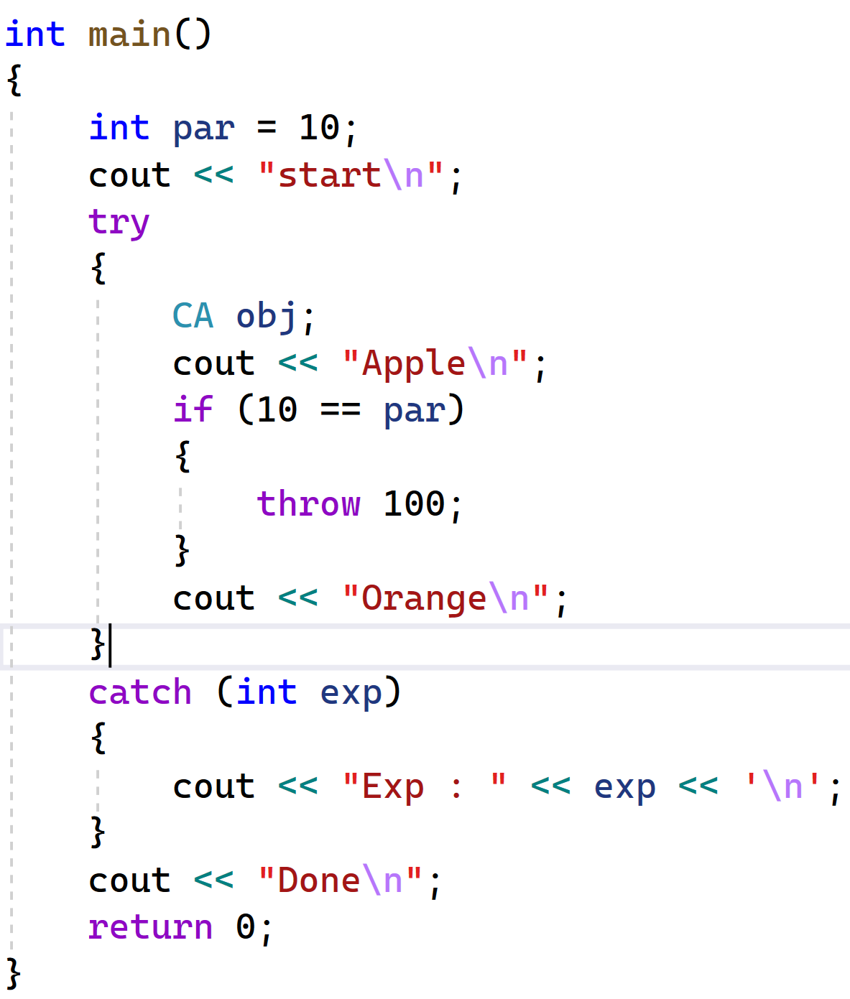 int main()
{
    int par = 10;
    cout << "start\n";
    try
    {
        CA obj;
        cout << "Apple\n";
        if (10 == par)
        {
            throw 100;
        }
        cout << "Orange\n";
    }
    catch (int exp)
    {
        cout << "Exp : " << exp << '\n';
    }
    cout << "Done\n";
    return 0;
}